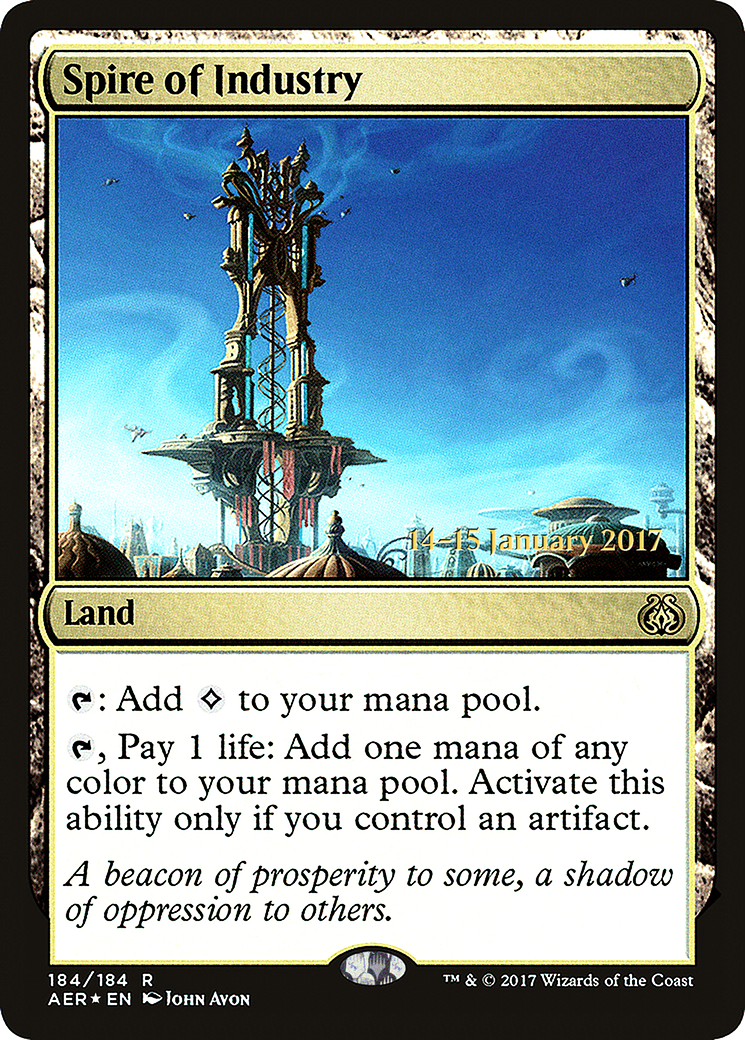 Spire of Industry
14–15 January 2017
Land
: Add to your mana pool.
, Pay 1 life: Add one mana of any
color to your mana pool. Activate this
ability only if you control an artifact.
A beacon of prosperity to some, a shadow
of oppression to others.
184/184 R
™ & © 2017 Wizards of the Coast
AER★EN John Avon